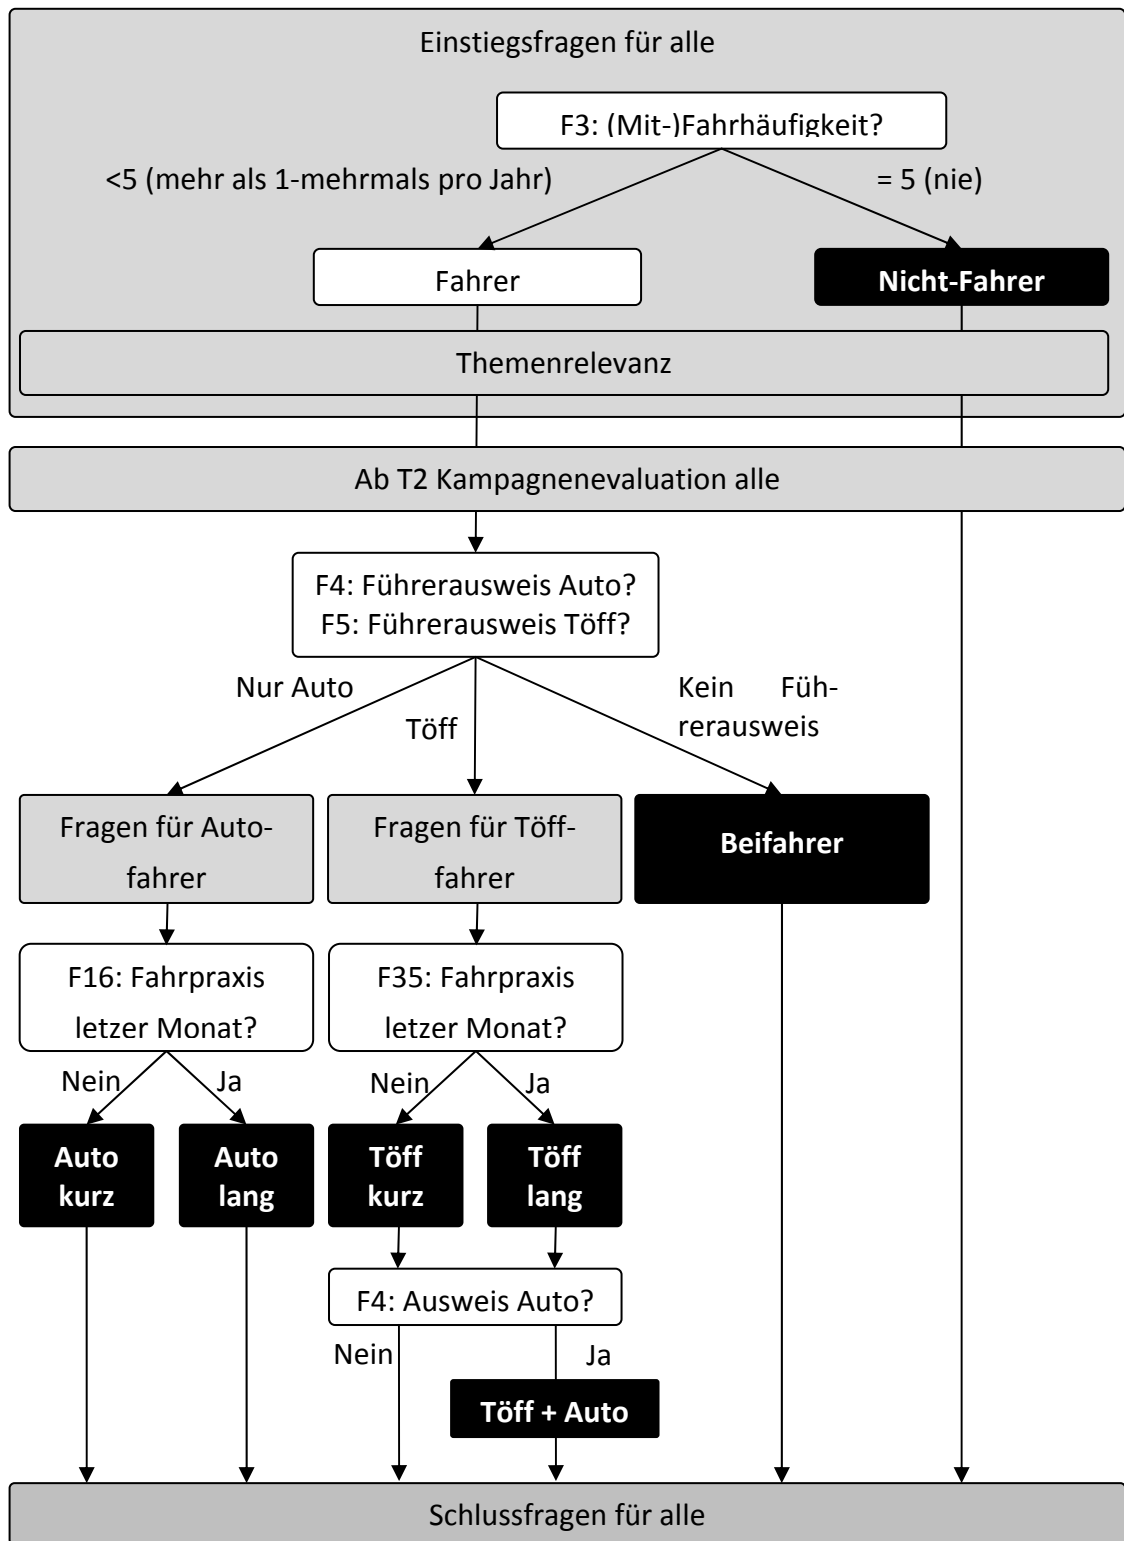 Einstiegsfragen für alle
F3: (Mit-)Fahrhäufigkeit?
<5 (mehr als 1-mehrmals pro Jahr)
= 5 (nie)
Fahrer
Nicht-Fahrer
Themenrelevanz
Ab T2 Kampagnenevaluation alle
F4: Führerausweis Auto?
F5: Führerausweis Töff?
Nur Auto
Töff
Kein Füh-
rerausweis
Fragen für Auto-
fahrer
Fragen für Töff-
fahrer
Beifahrer
F16: Fahrpraxis
letzer Monat?
F35: Fahrpraxis
letzer Monat?
Nein
Ja
Nein
Ja
Auto
kurz
Auto
lang
Töff
kurz
Töff
lang
F4: Ausweis Auto?
Nein
Ja
Töff + Auto
Schlussfragen für alle